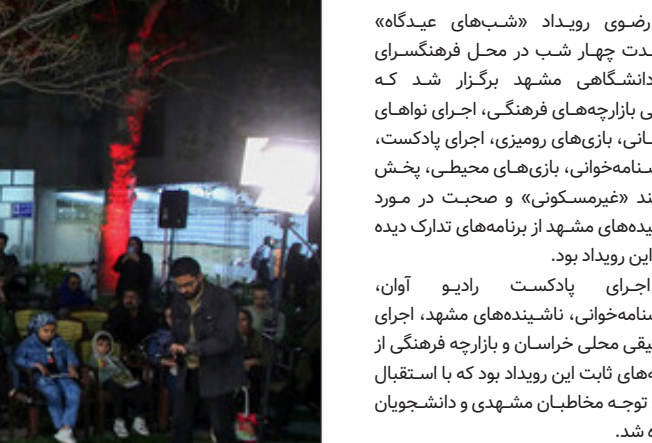 رضوی رویداد «شب‌های عیدگاه»
چهار شب در محل فرهنگسرای
دانشگاهی مشهد برگزار شد که
بازارچه‌های فرهنگی، اجرای نواهای
بازی‌های رومیزی، اجرای پادکست،
بازی‌های محیطی، پخش
«غیرمسکونی» و صحبت در مورد
مشهد از برنامه‌های تدارک دیده
این رویداد بود.
اجرای پادکست رادیو آوان،
ناشینده‌های مشهد، اجرای
محلی خراسان و بازارچه فرهنگی از
ثابت این رویداد بود که با استقبال
توجه مخاطبان مشهدی و دانشجویان
شد.